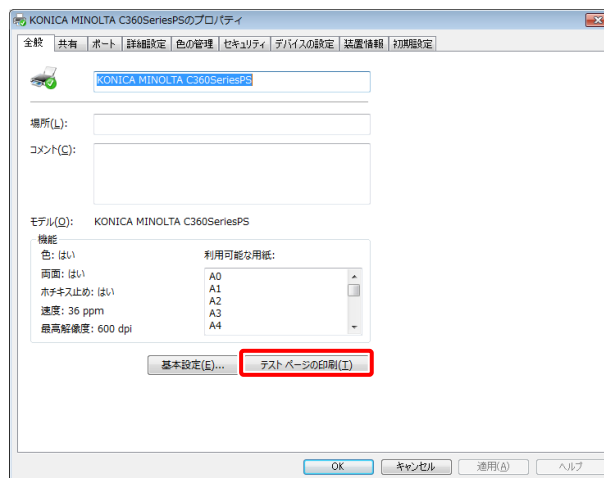 KONICA MINOLTA C360SeriesPSのプロパティ
全般 共有 ポート 詳細設定 色の管理 セキュリティ デバイスの設定 装置情報 初期設定
KONICA MINOLTA C360SeriesPS
場所(L):
コメント(C):
モデル(O): KONICA MINOLTA C360SeriesPS
機能
色: はい 利用可能な用紙:
両面: はい
ホチキス止め: はい
速度: 36 ppm
最高解像度: 600 dpi
A0
A1
A2
A3
A4
基本設定(E)... テスト ページの印刷(T)
OK キャンセル 適用(A) ヘルプ